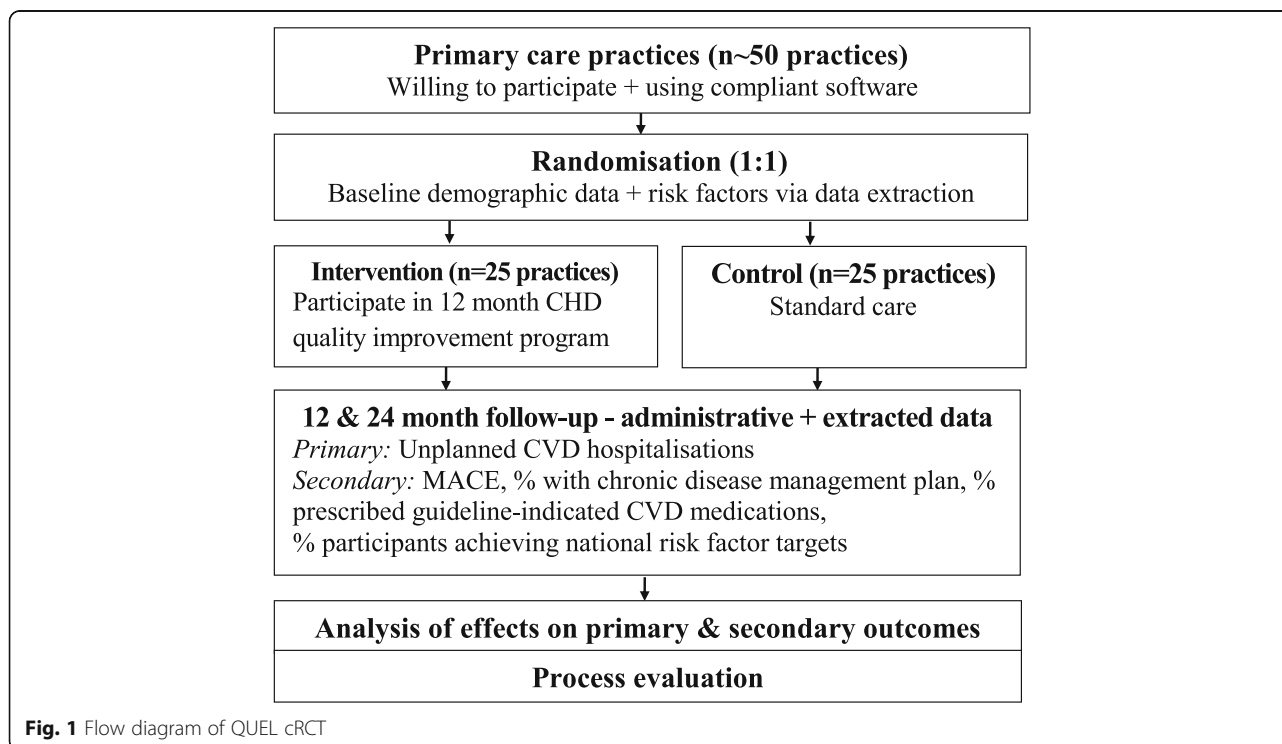 Primary care practices (n~50 practices)
Willing to participate + using compliant software
Randomisation (1:1)
Baseline demographic data + risk factors via data extraction
Intervention (n=25 practices)
Participate in 12 month CHD
quality improvement program
Control (n=25 practices)
Standard care
12 & 24 month follow-up - administrative + extracted data
Primary: Unplanned CVD hospitalisations
Secondary: MACE, % with chronic disease management plan, %
prescribed guideline-indicated CVD medications,
% participants achieving national risk factor targets
Analysis of effects on primary & secondary outcomes
Process evaluation
Fig. 1 Flow diagram of QUEL cRCT